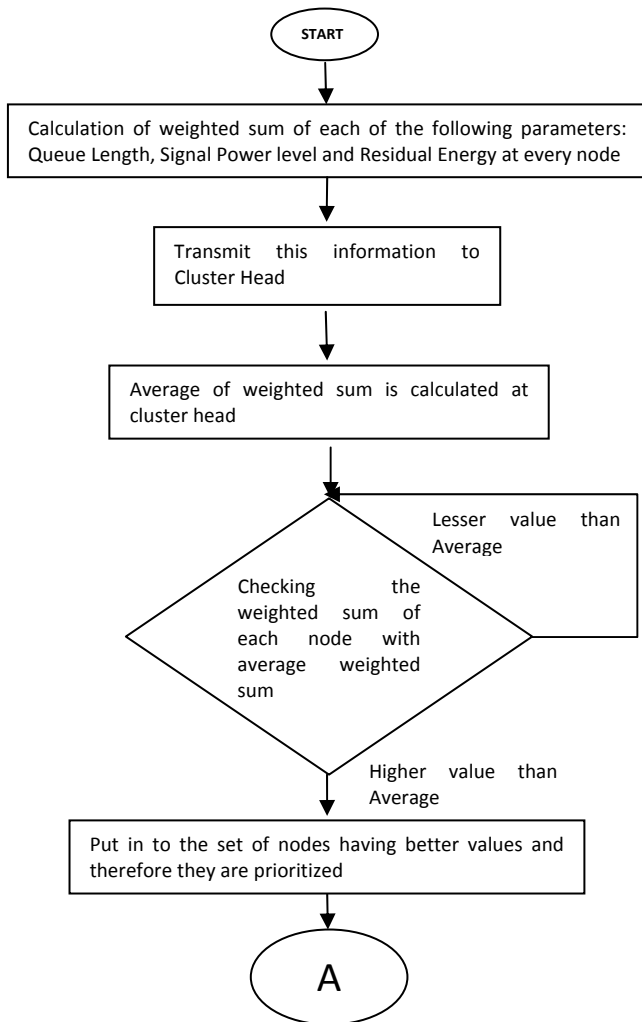 START
Calculation of weighted sum of each of the following parameters:
Queue Length, Signal Power level and Residual Energy at every node
Transmit this information to
Cluster Head
Average of weighted sum is calculated at
cluster head
Lesser value than
Average
Checking the
weighted sum of
each node with
average weighted
sum
Higher value than
Average
Put in to the set of nodes having better values and
therefore they are prioritized
A